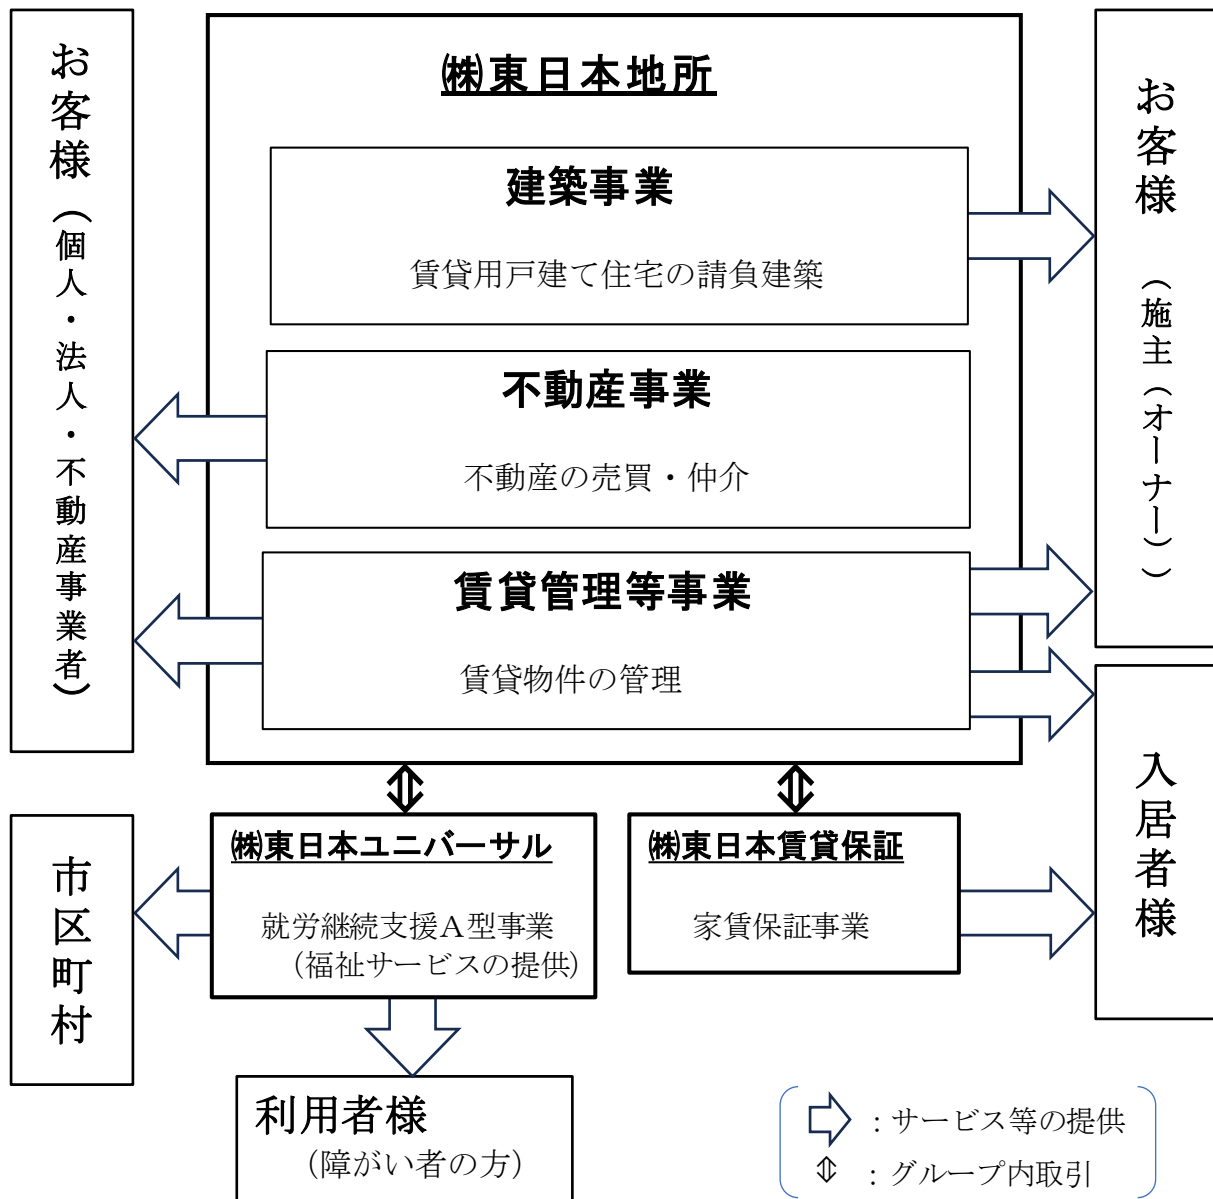 お客様（個人・法人・不動産事業者）
㈱東日本地所
建築事業
賃貸用戸建て住宅の請負建築
不動産事業
不動産の売買・仲介
賃貸管理等事業
賃貸物件の管理
お客様（施主（オーナー））
入居者様
㈱東日本ユニバーサル
就労継続支援Ａ型事業
（福祉サービスの提供）
㈱東日本賃貸保証
家賃保証事業
市区町村
利用者様
（障がい者の方）
：サービス等の提供
：グループ内取引